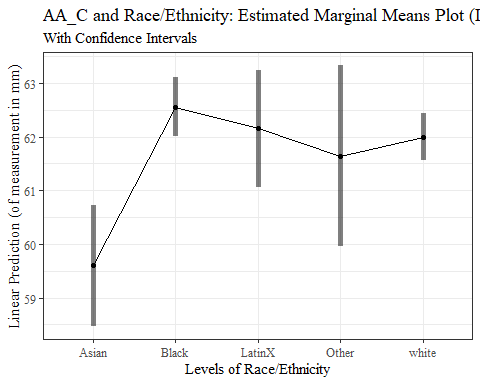 AA_C and Race/Ethnicity: Estimated Marginal Means Plot (
With Confidence Intervals
Linear Prediction (of measurement in mm)
63
62
61
60
59
Asian Black LatinX Other white
Levels of Race/Ethnicity